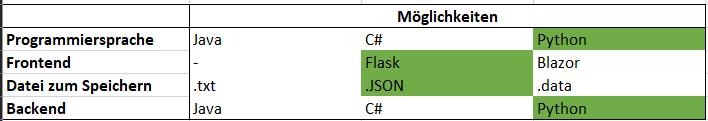 Möglichkeiten
Programmiersprache Java C# Python
Frontend - Flask Blazor
Datei zum Speichern .txt .JSON .data
Backend Java C# Python